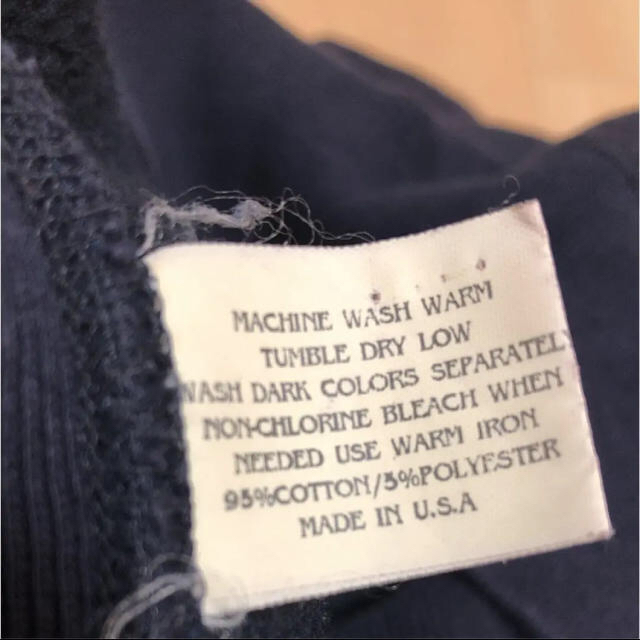 MACHINE WASH WARM
TUMBLE DRY LOW
WASH DARK COLORS SEPARATELY
NON-CHLORINE BLEACH WHEN
NEEDED USE WARM IRON
95%COTTON/5%POLYESTER
MADE IN U.S.A